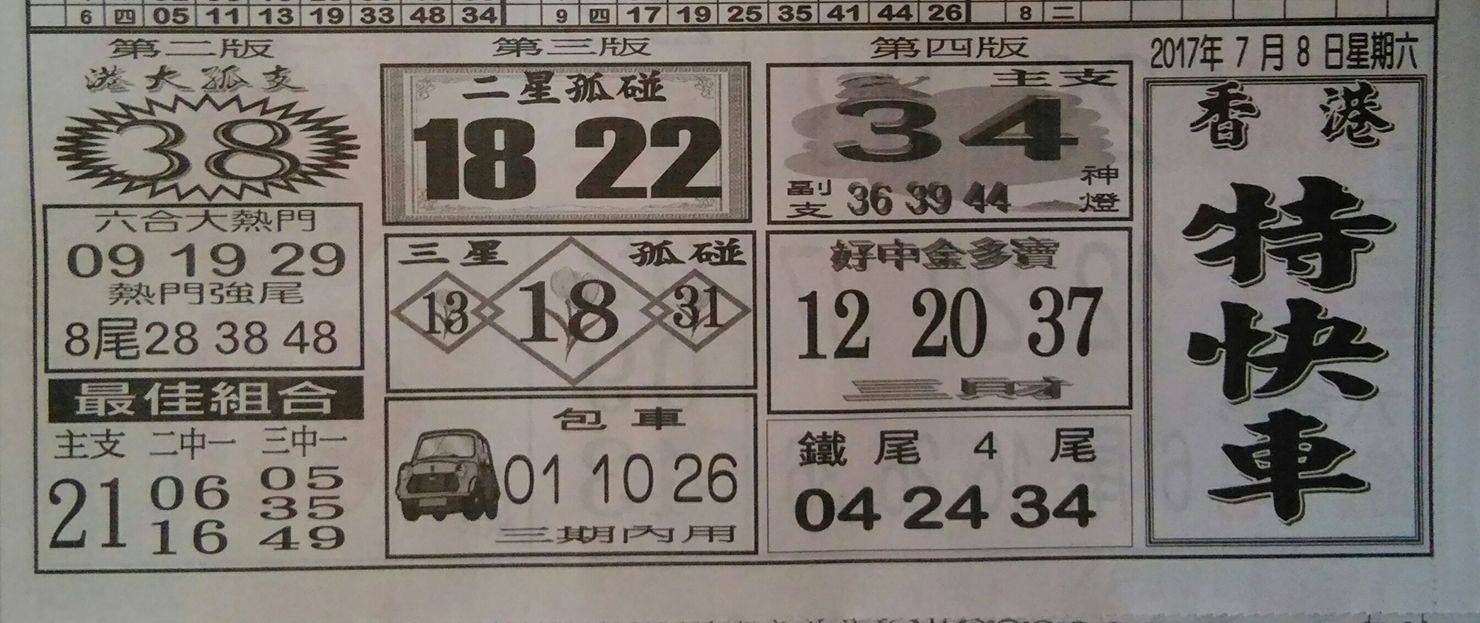 6 四 05 11 13 19 33 48 34
9 四 17 19 25 35 41 44 26
8 二
第二版
港大孤支
38
六合大熱門
09 19 29
熱門強尾
8尾28 38 48
最佳組合
主支 二中一 三中一
21 06 05
35
16 49
第三版
二星孤碰
18 22
三星 孤碰
13 18 31
包車
01 10 26
三期內用
第四版
主支
34
副支 36 39 44 神燈
好中金多寶
12 20 37
三財
鐵尾 4 尾
04 24 34
2017年 7 月 8 日星期六
香港
特快車